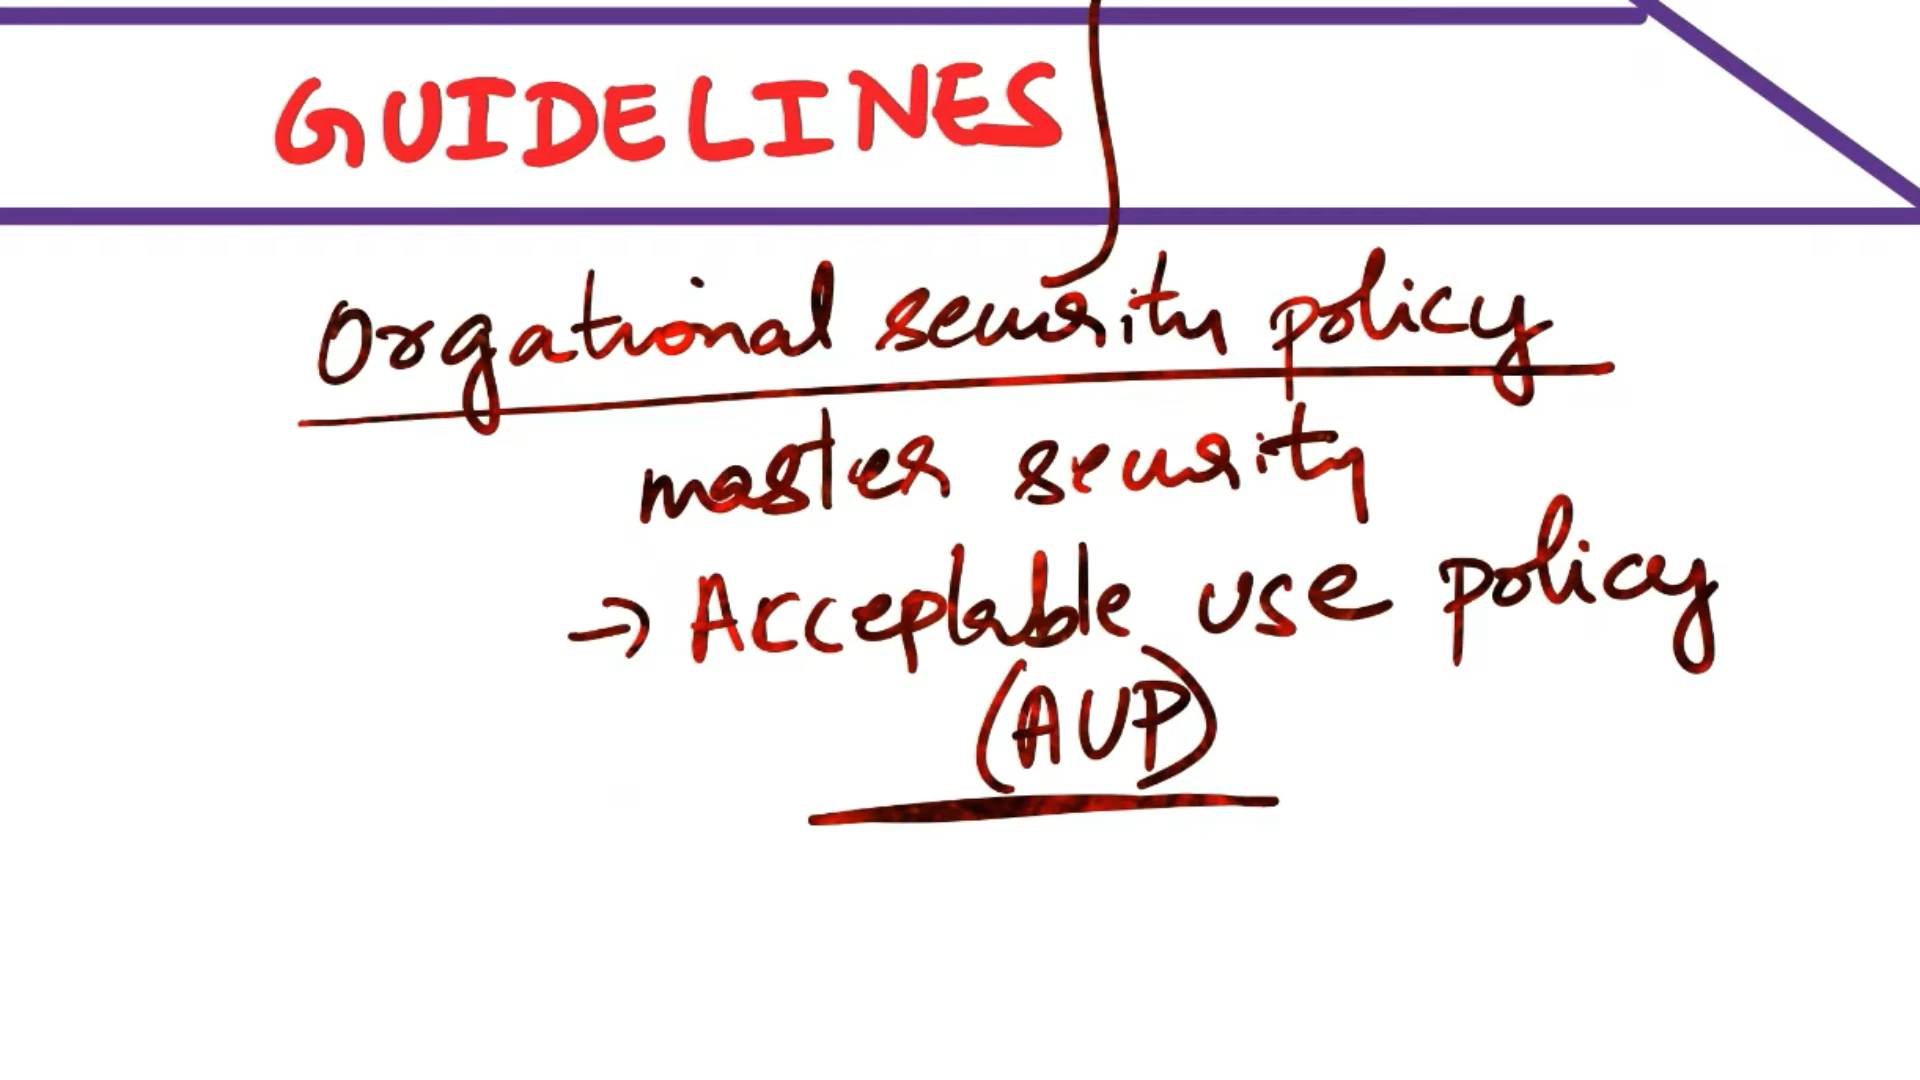 GUIDELINES
Orgational security policy
master security
→ Acceptable use policy
(AUP)